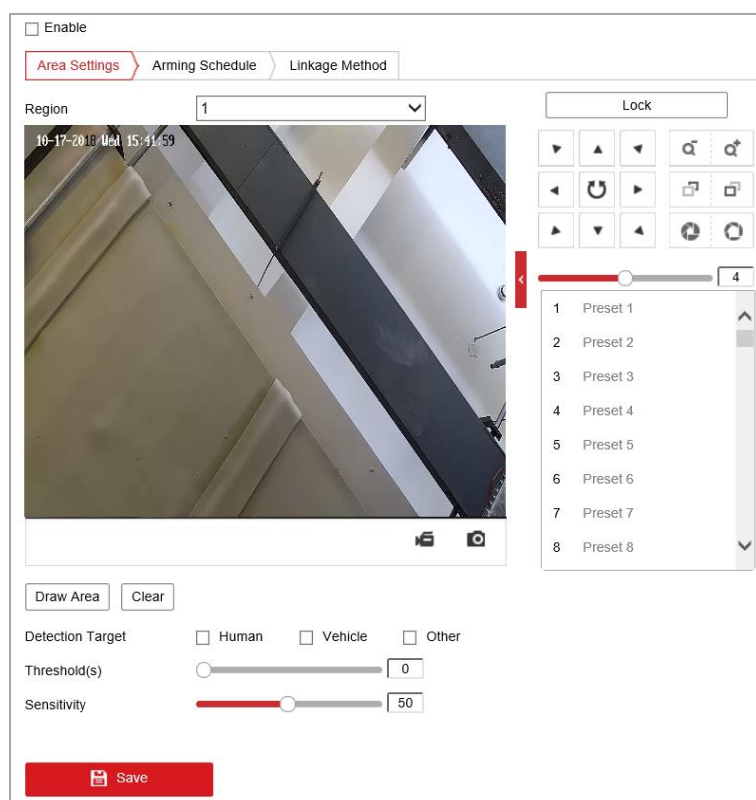 Enable
Area Settings Arming Schedule Linkage Method
Region 1
10-17-2018 Wed 15:41:59
Lock
4
1 Preset 1
2 Preset 2
3 Preset 3
4 Preset 4
5 Preset 5
6 Preset 6
7 Preset 7
8 Preset 8
Draw Area Clear
Detection Target Human Vehicle Other
Threshold(s) 0
Sensitivity 50
Save